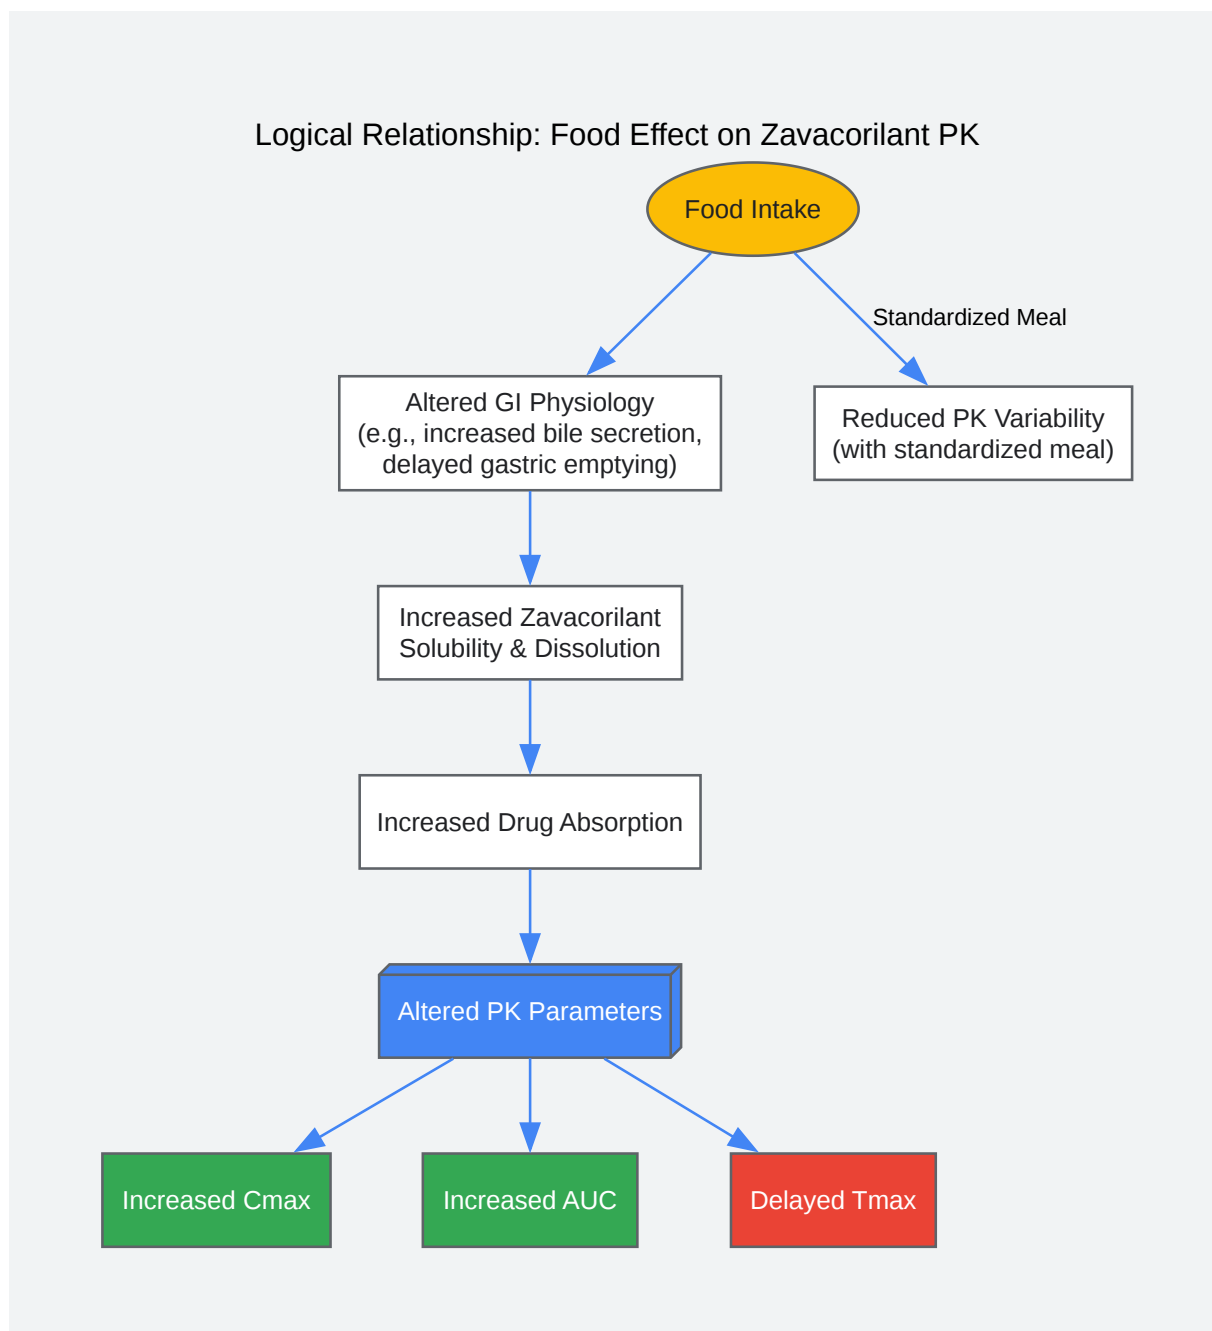 Logical Relationship: Food Effect on Zavacorilant PK
Food Intake
Standardized Meal
Altered GI Physiology
(e.g., increased bile secretion,
delayed gastric emptying)
Reduced PK Variability
(with standardized meal)
Increased Zavacorilant
Solubility & Dissolution
Increased Drug Absorption
Altered PK Parameters
Increased Cmax
Increased AUC
Delayed Tmax